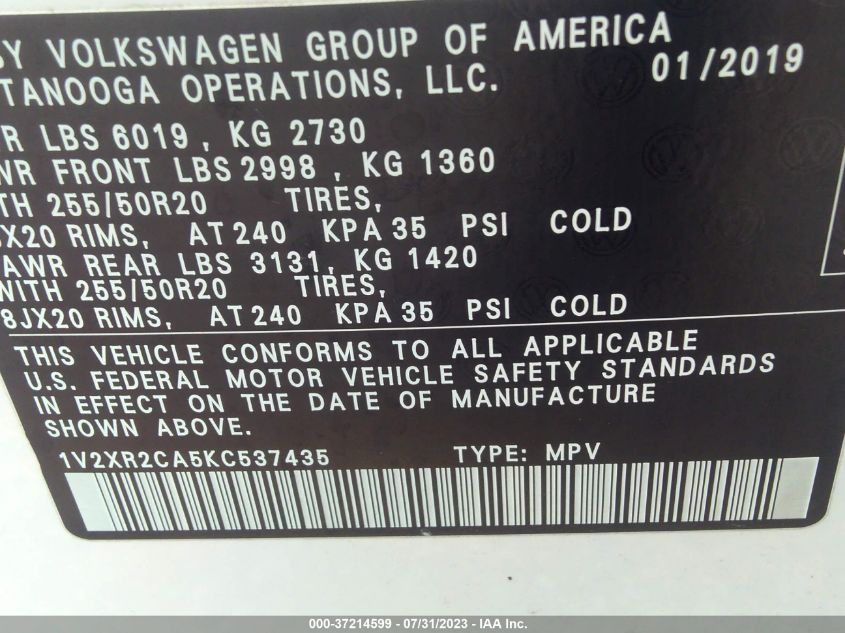 BY VOLKSWAGEN GROUP OF AMERICA
TANOOGA OPERATIONS, LLC. 01/2019
R LBS 6019, KG 2730
WR FRONT LBS 2998, KG 1360
TH 255/50R20 TIRES,
JX20 RIMS, AT 240 KPA 35 PSI COLD
AWR REAR LBS 3131, KG 1420
WITH 255/50R20 TIRES,
8JX20 RIMS, AT 240 KPA 35 PSI COLD
THIS VEHICLE CONFORMS TO ALL APPLICABLE
U.S. FEDERAL MOTOR VEHICLE SAFETY STANDARDS
IN EFFECT ON THE DATE OF MANUFACTURE
SHOWN ABOVE.
1V2XR2CA5KC537435 TYPE: MPV
000-37214599 - 07/31/2023 - IAA Inc.